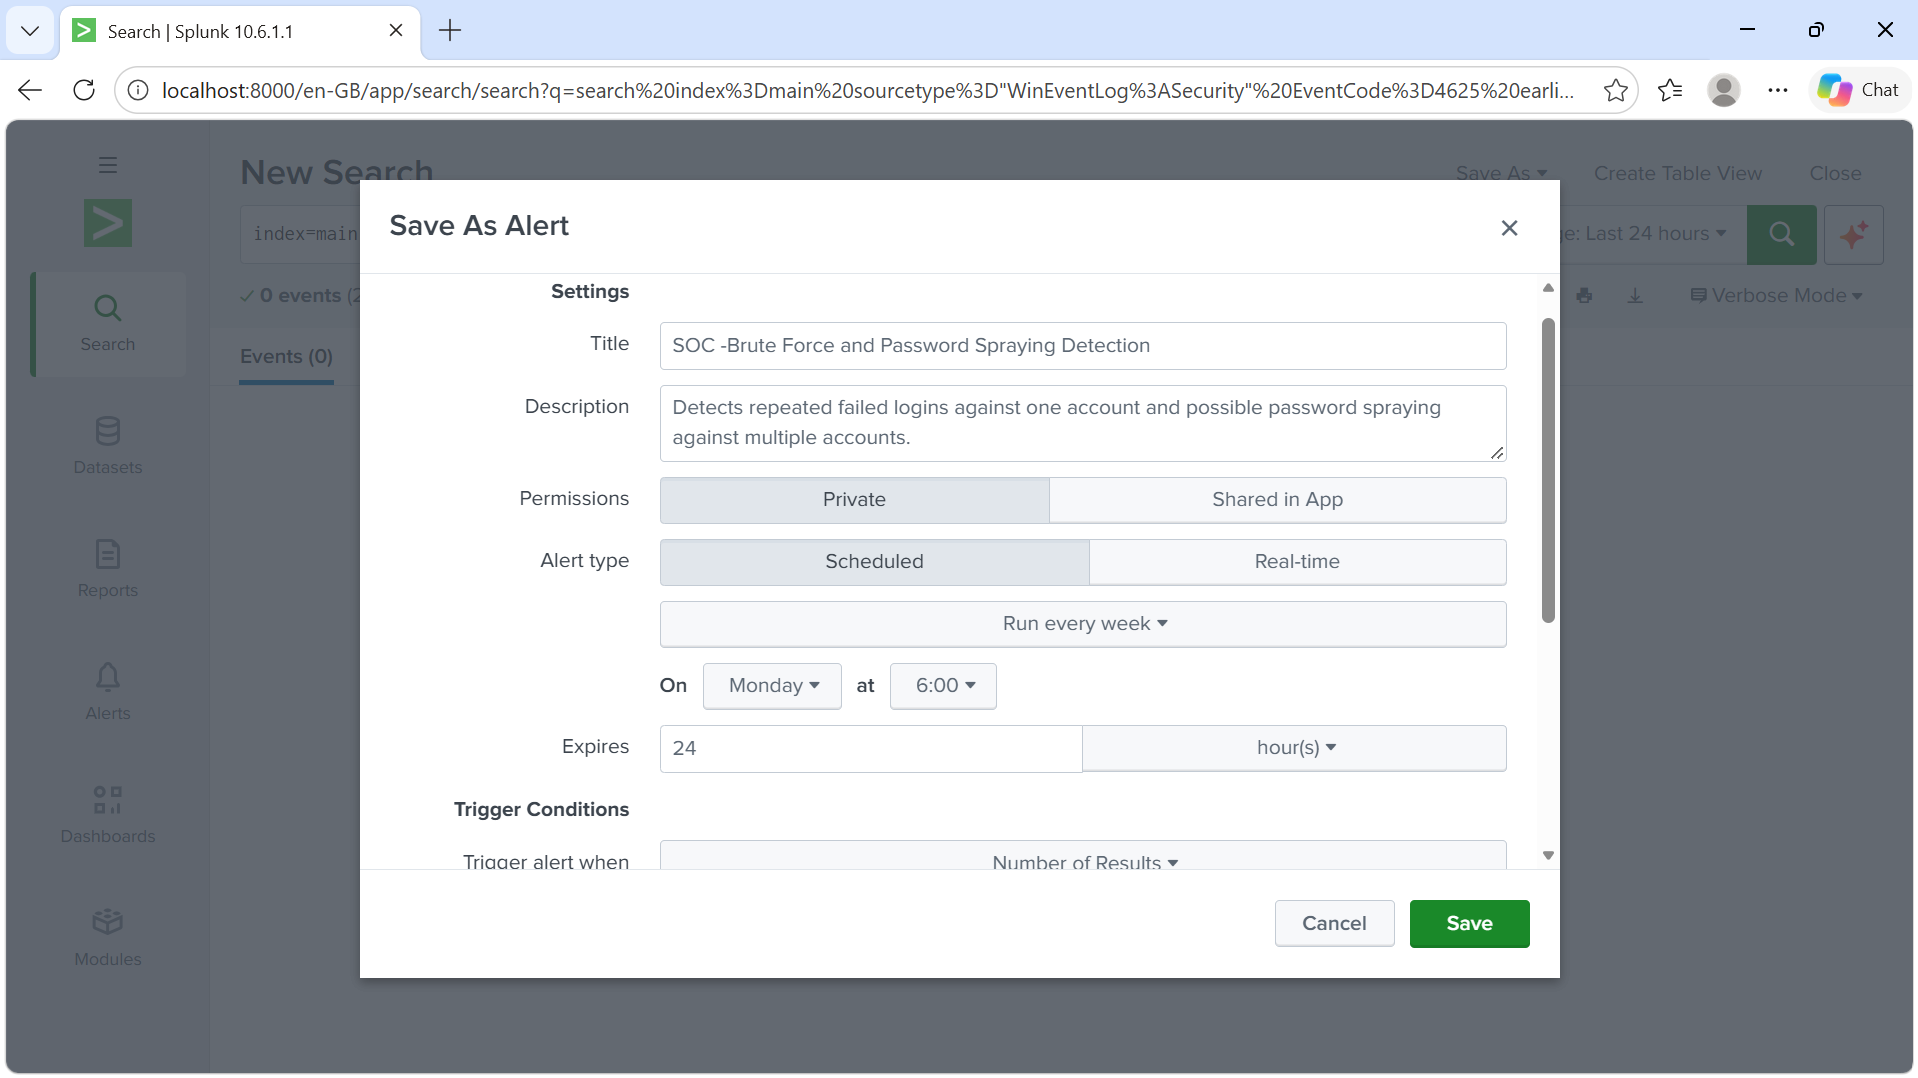 Search | Splunk 10.6.1.1
localhost:8000/en-GB/app/search/search?q=search%20index%3Dmain%20sourcetype%3D"WinEventLog%3ASecurity"%20EventCode%3D4625%20earli...
Chat
New Search
Save As
Create Table View
Close
index=main
Last 24 hours
0 events
Verbose Mode
Events (0)
Search
Datasets
Reports
Alerts
Dashboards
Modules
Save As Alert
Settings
Title
SOC -Brute Force and Password Spraying Detection
Description
Detects repeated failed logins against one account and possible password spraying
against multiple accounts.
Permissions
Private
Shared in App
Alert type
Scheduled
Real-time
Run every week
On Monday at 6:00
Expires
24
hour(s)
Trigger Conditions
Trigger alert when
Number of Results
Cancel
Save